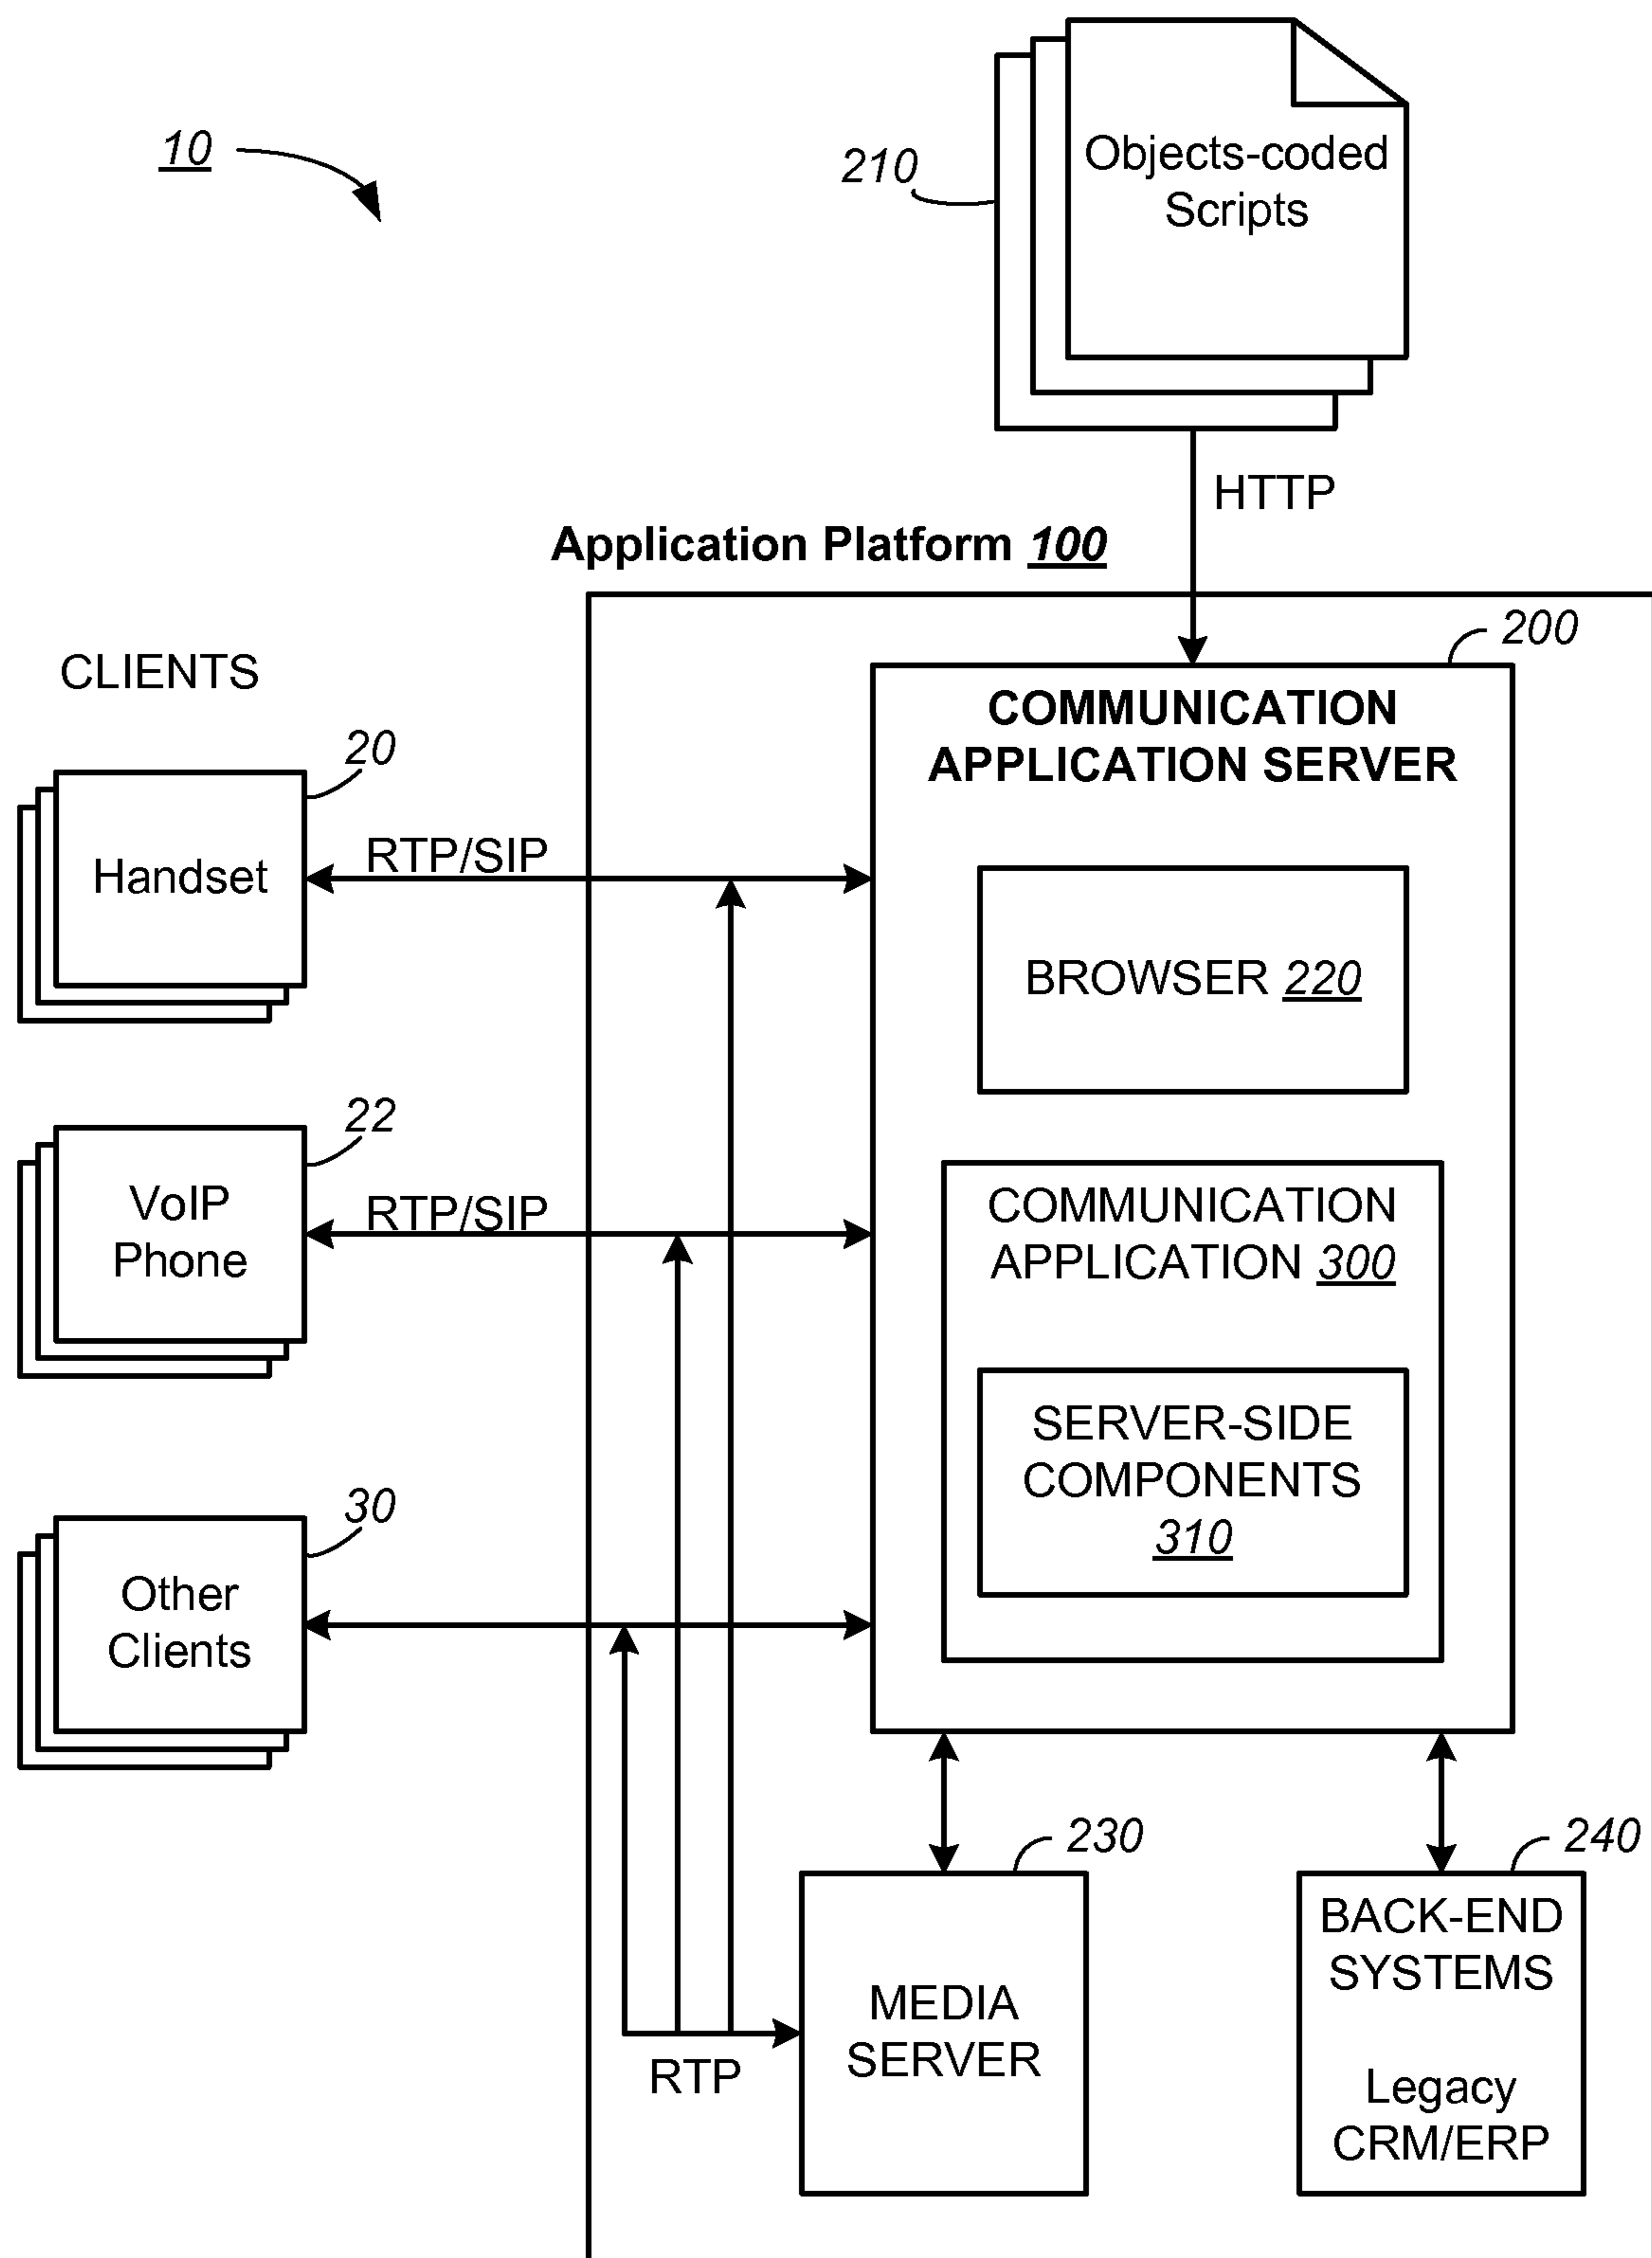 10
210
Objects-coded
Scripts
HTTP
Application Platform 100
200
CLIENTS
COMMUNICATION
APPLICATION SERVER
20
Handset
RTP/SIP
BROWSER 220
22
VoIP
Phone
RTP/SIP
COMMUNICATION
APPLICATION 300
SERVER-SIDE
COMPONENTS
310
30
Other
Clients
230
240
MEDIA
SERVER
RTP
BACK-END
SYSTEMS
Legacy
CRM/ERP